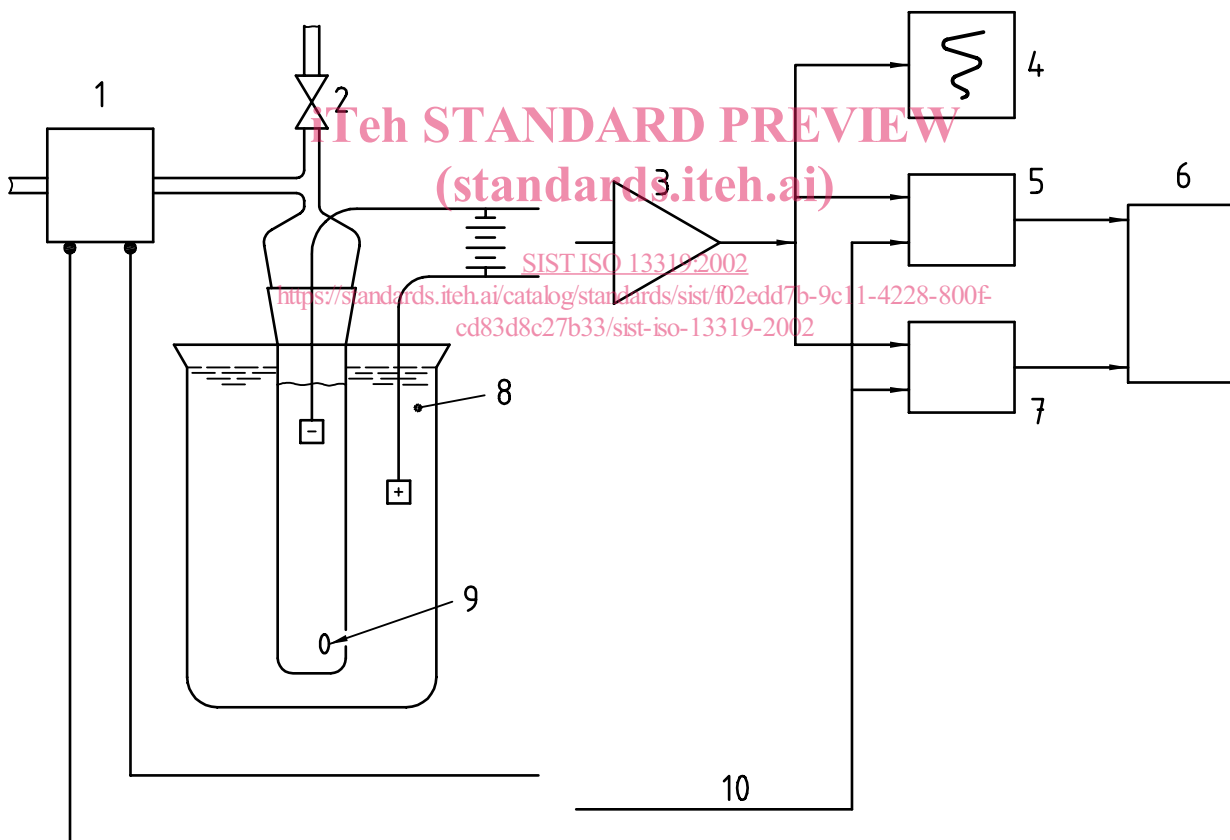 1
2
iTeh STANDARD PREVIEW
(standards.iteh.ai)
3
4
5
6
SIST ISO 13319:2002
https://standards.iteh.ai/catalog/standards/sist/f02edd7b-9c11-4228-800f-
cd83d8c27b33/sist-iso-13319-2002
7
8
-
+
9
10